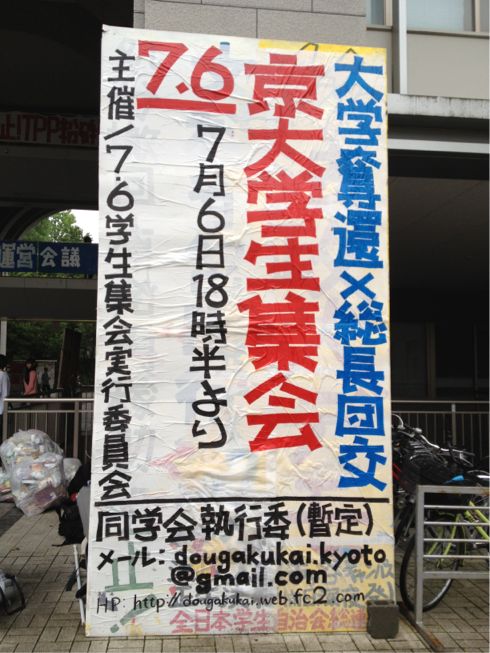 大学奪還×総長団交
京大学生集会
7.6
7月6日18時半より
主催/7.6学生集会実行委員会
同学会執行委(暫定)
メール: dougakukai.kyoto
@gmail.com
HP: http://dougakukai.web.fc2.com
全日本学生自治会総連
止
止!TPP
運営会議